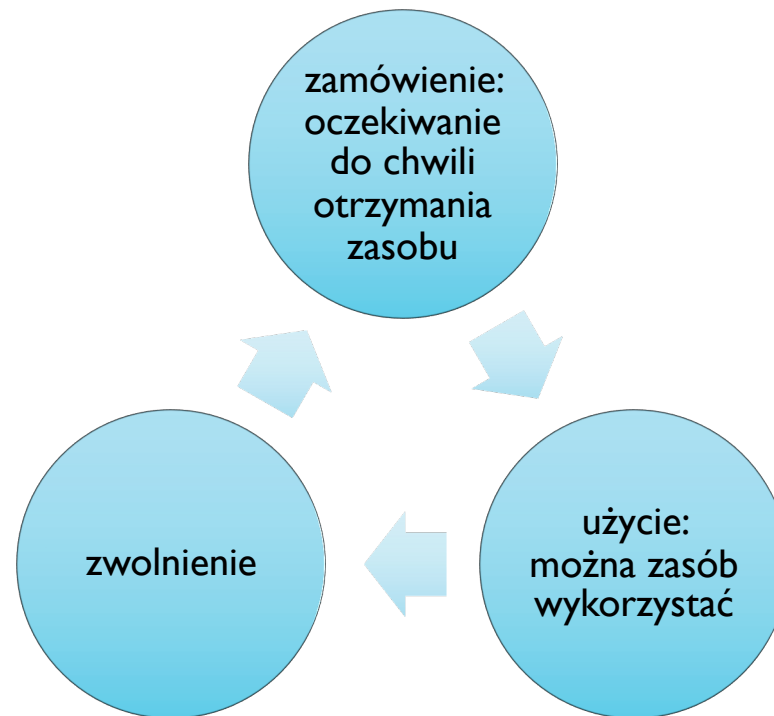 zamówienie:
oczekiwanie
do chwili
otrzymania
zasobu
użycie:
można zasób
wykorzystać
zwolnienie